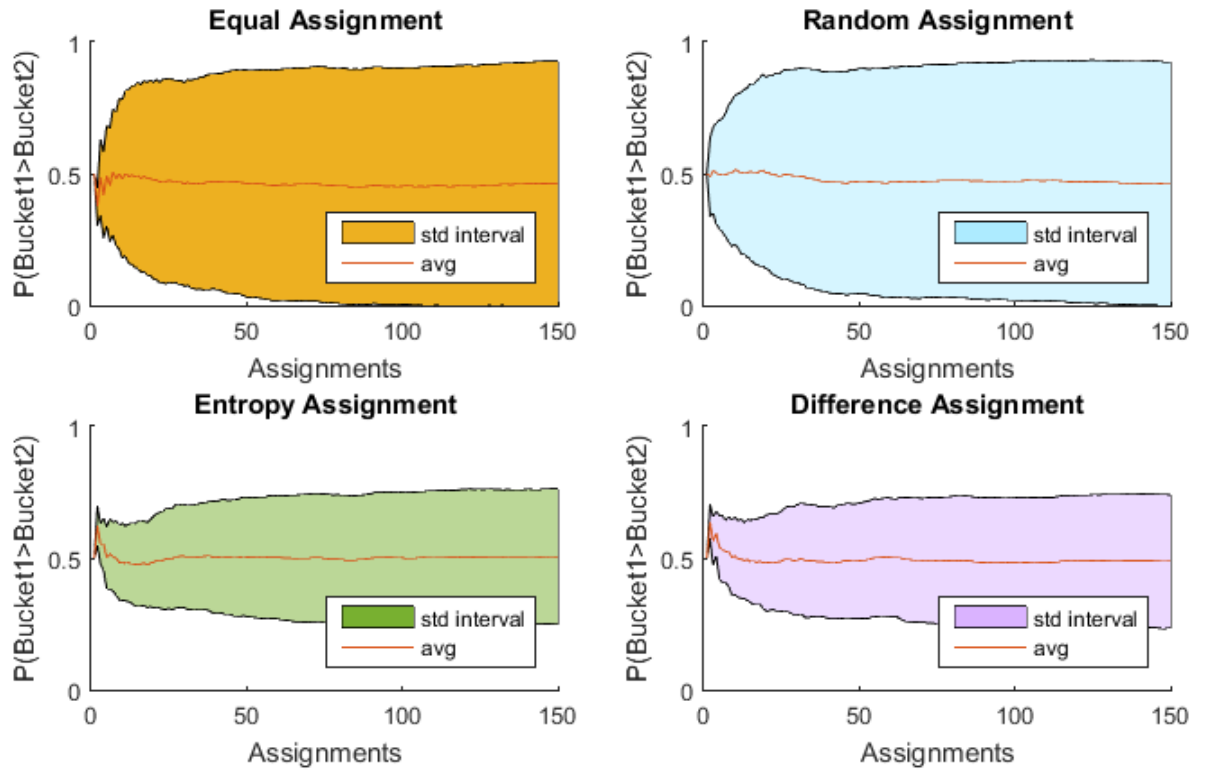 Equal Assignment
P(Bucket1>Bucket2)
1
0.5
0
std interval
avg
0 50 100 150
Assignments
Random Assignment
P(Bucket1>Bucket2)
1
0.5
0
std interval
avg
0 50 100 150
Assignments
Entropy Assignment
P(Bucket1>Bucket2)
1
0.5
0
std interval
avg
0 50 100 150
Assignments
Difference Assignment
P(Bucket1>Bucket2)
1
0.5
0
std interval
avg
0 50 100 150
Assignments